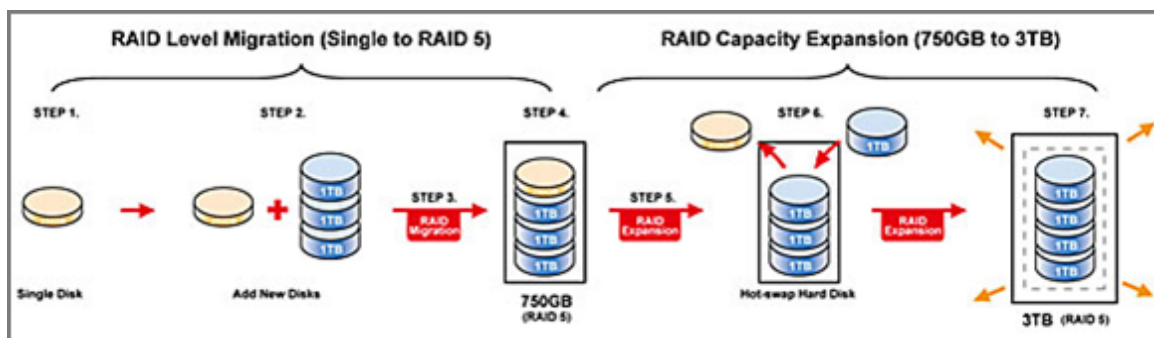 RAID Level Migration (Single to RAID 5)
RAID Capacity Expansion (750GB to 3TB)
STEP 1.
STEP 2.
STEP 4.
STEP 6.
STEP 7.
1TB
1TB
1TB
1TB
STEP 3.
RAID
Migration
1TB
1TB
1TB
STEP 5.
RAID
Expansion
1TB
1TB
1TB
RAID
Expansion
1TB
1TB
1TB
1TB
Single Disk
Add New Disks
750GB
(RAID 5)
Hot-swap Hard Disk
3TB (RAID 5)